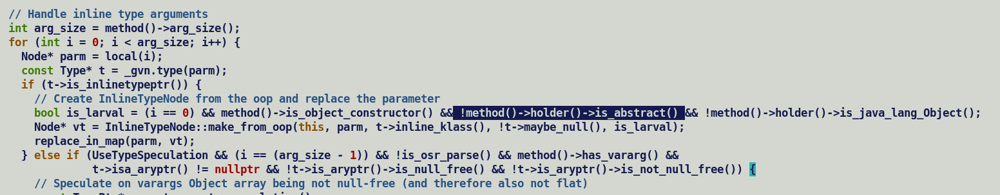 // Handle inline type arguments
int arg_size = method()->arg_size();
for (int i = 0; i < arg_size; i++) {
  Node* parm = local(i);
  const Type* t = _gvn.type(parm);
  if (t->is_inlinetypeptr()) {
    // Create InlineTypeNode from the oop and replace the parameter
    bool is_larval = (i == 0) && method()->is_object_constructor() && !method()->holder()->is_abstract() && !method()->holder()->is_java_lang_Object();
    Node* vt = InlineTypeNode::make_from_oop(this, parm, t->inline_klass(), !t->maybe_null(), is_larval);
    replace_in_map(parm, vt);
  } else if (UseTypeSpeculation && (i == (arg_size - 1)) && !is_osr_parse() && method()->has_vararg() &&
             t->isa_aryptr() != nullptr && !t->is_aryptr()->is_null_free() && !t->is_aryptr()->is_not_null_free()) {
    // Speculate on varargs Object array being not null-free (and therefore also not flat)